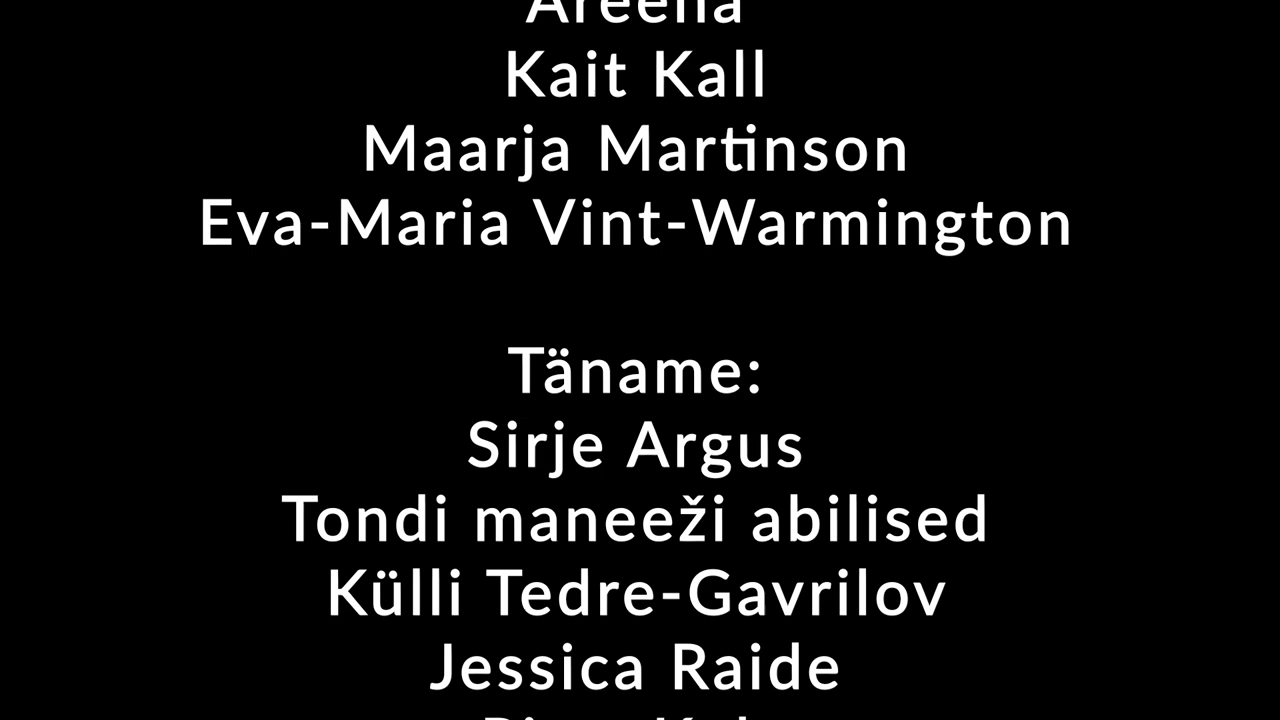 Areena
Kait Kall
Maarja Martinson
Eva-Maria Vint-Warmington
Täname:
Sirje Argus
Tondi maneeži abilised
Külli Tedre-Gavrilov
Jessica Raide